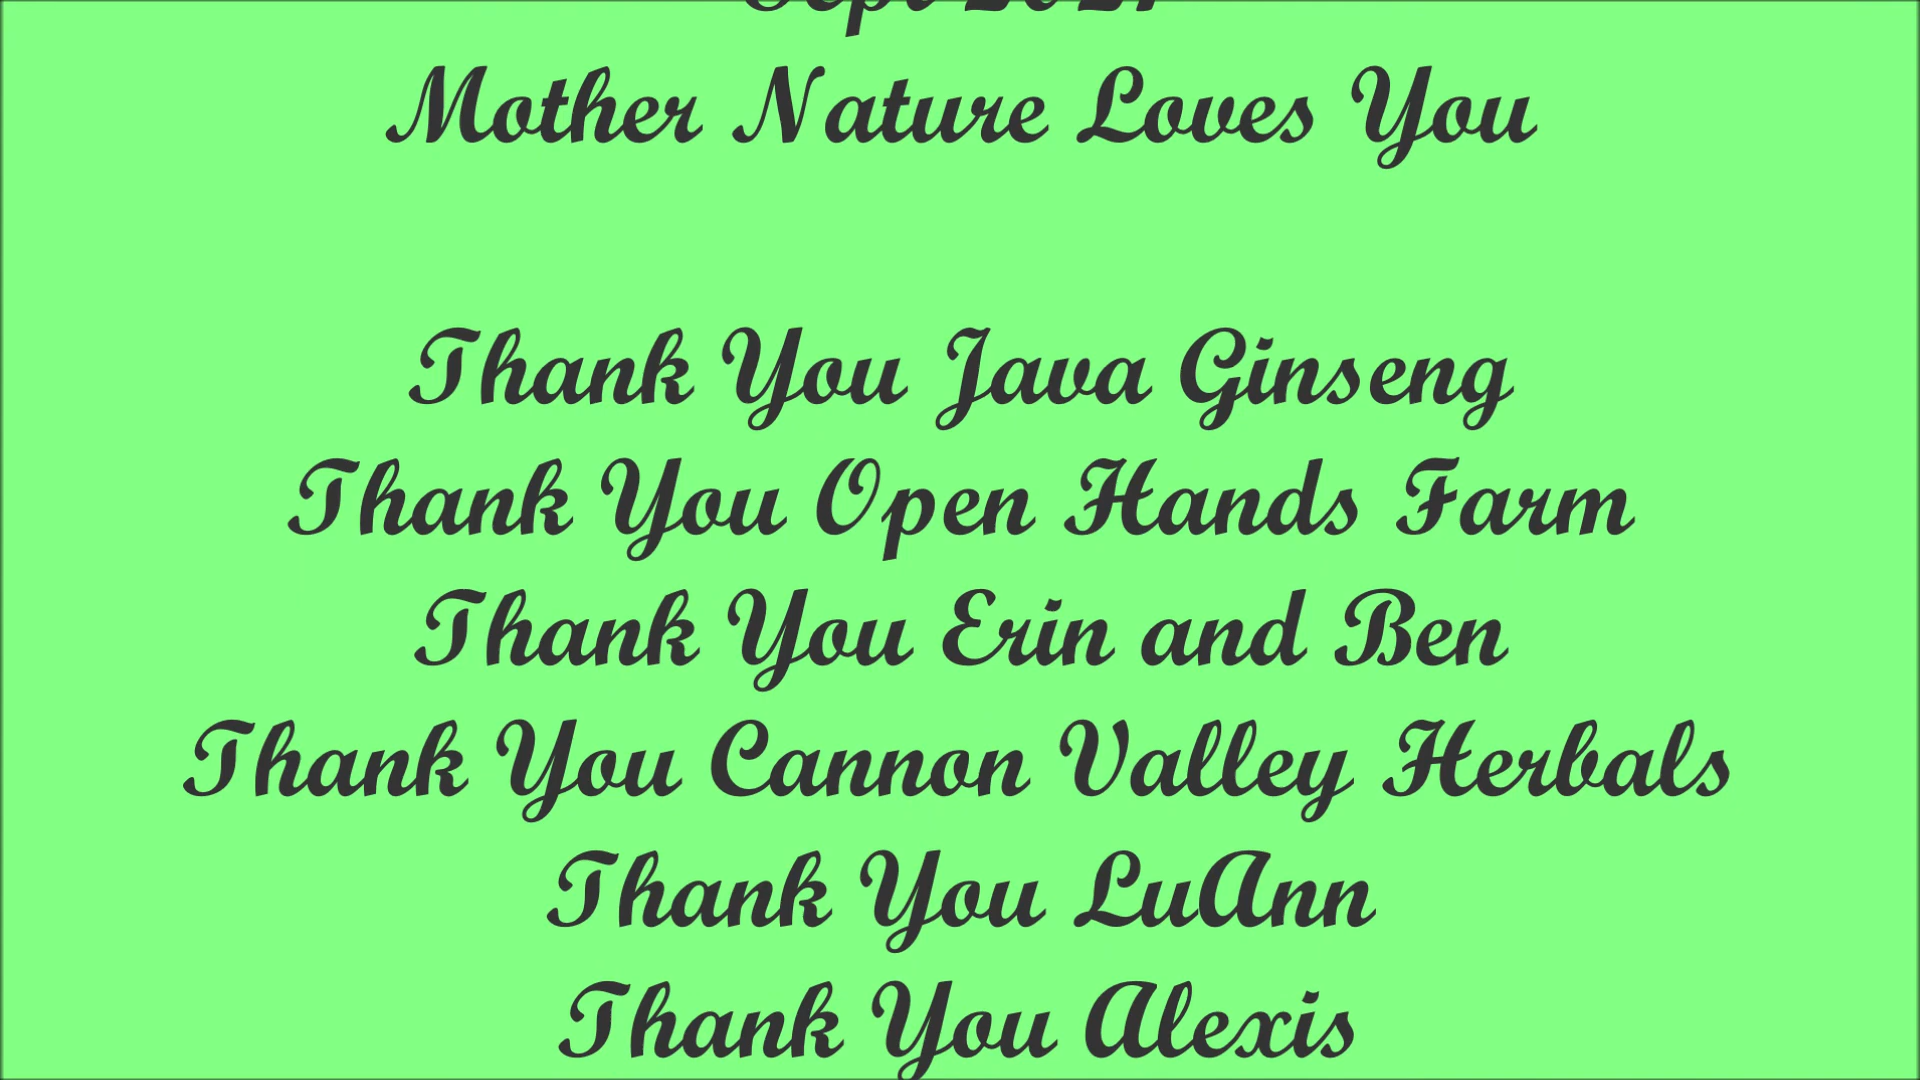 Mother Nature Loves You
Thank You Java Ginseng
Thank You Open Hands Farm
Thank You Erin and Ben
Thank You Cannon Valley Herbals
Thank You LuAnn
Thank You Alexis